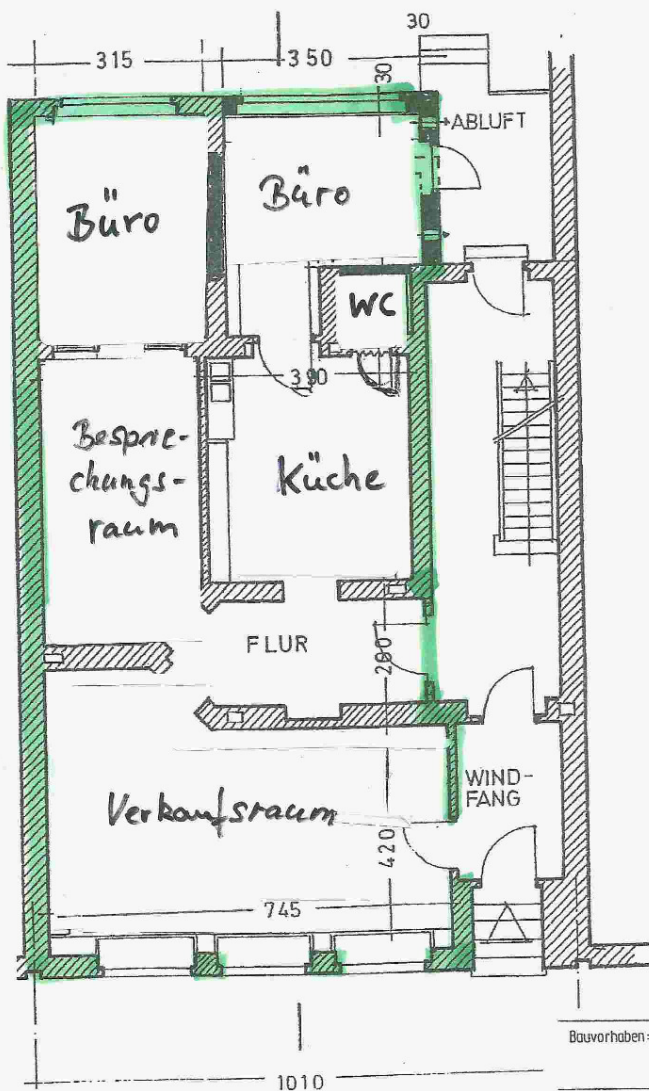 30
315
350
30
ABLUFT
Büro
Büro
WC
390
Bespre-
chungs-
raum
Küche
FLUR
200
WIND-
FANG
Verkaufsraum
420
745
Bauvorhaben:
1010